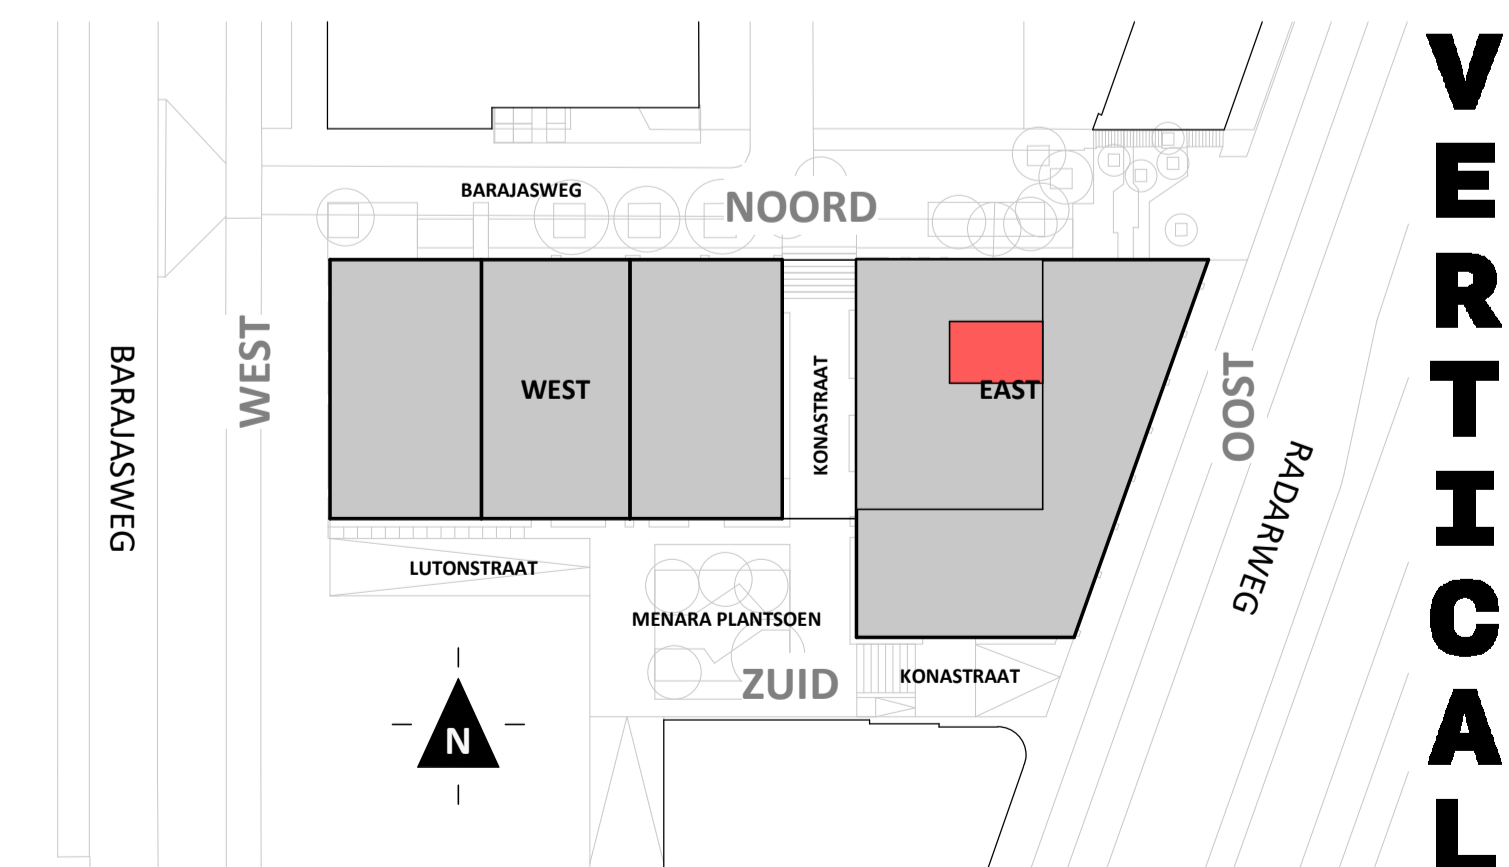 BARAJASWEG
NOORD
WEST
BARAJASWEG
WEST
KONASTRAAT
EAST
OOST
RADARWEG
LUTONSTRAAT
MENARA PLANTSOEN
ZUID
KONASTRAAT
N
VERTICAL